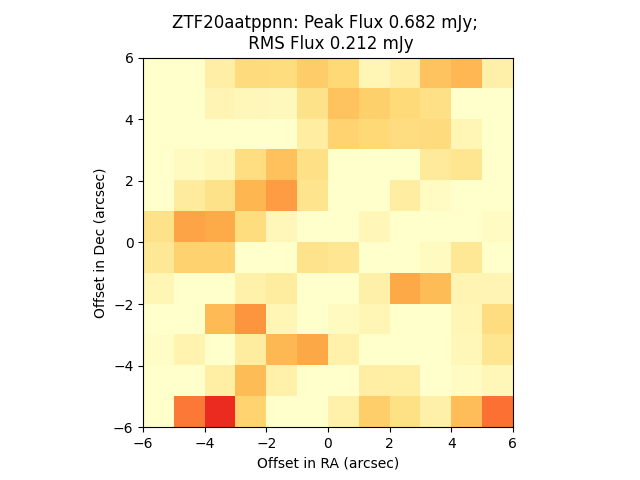 ZTF20aatppnn: Peak Flux 0.682 mJy;
RMS Flux 0.212 mJy
6
4
2
0
−2
−4
−6
Offset in Dec (arcsec)
−6 −4 −2 0 2 4 6
Offset in RA (arcsec)